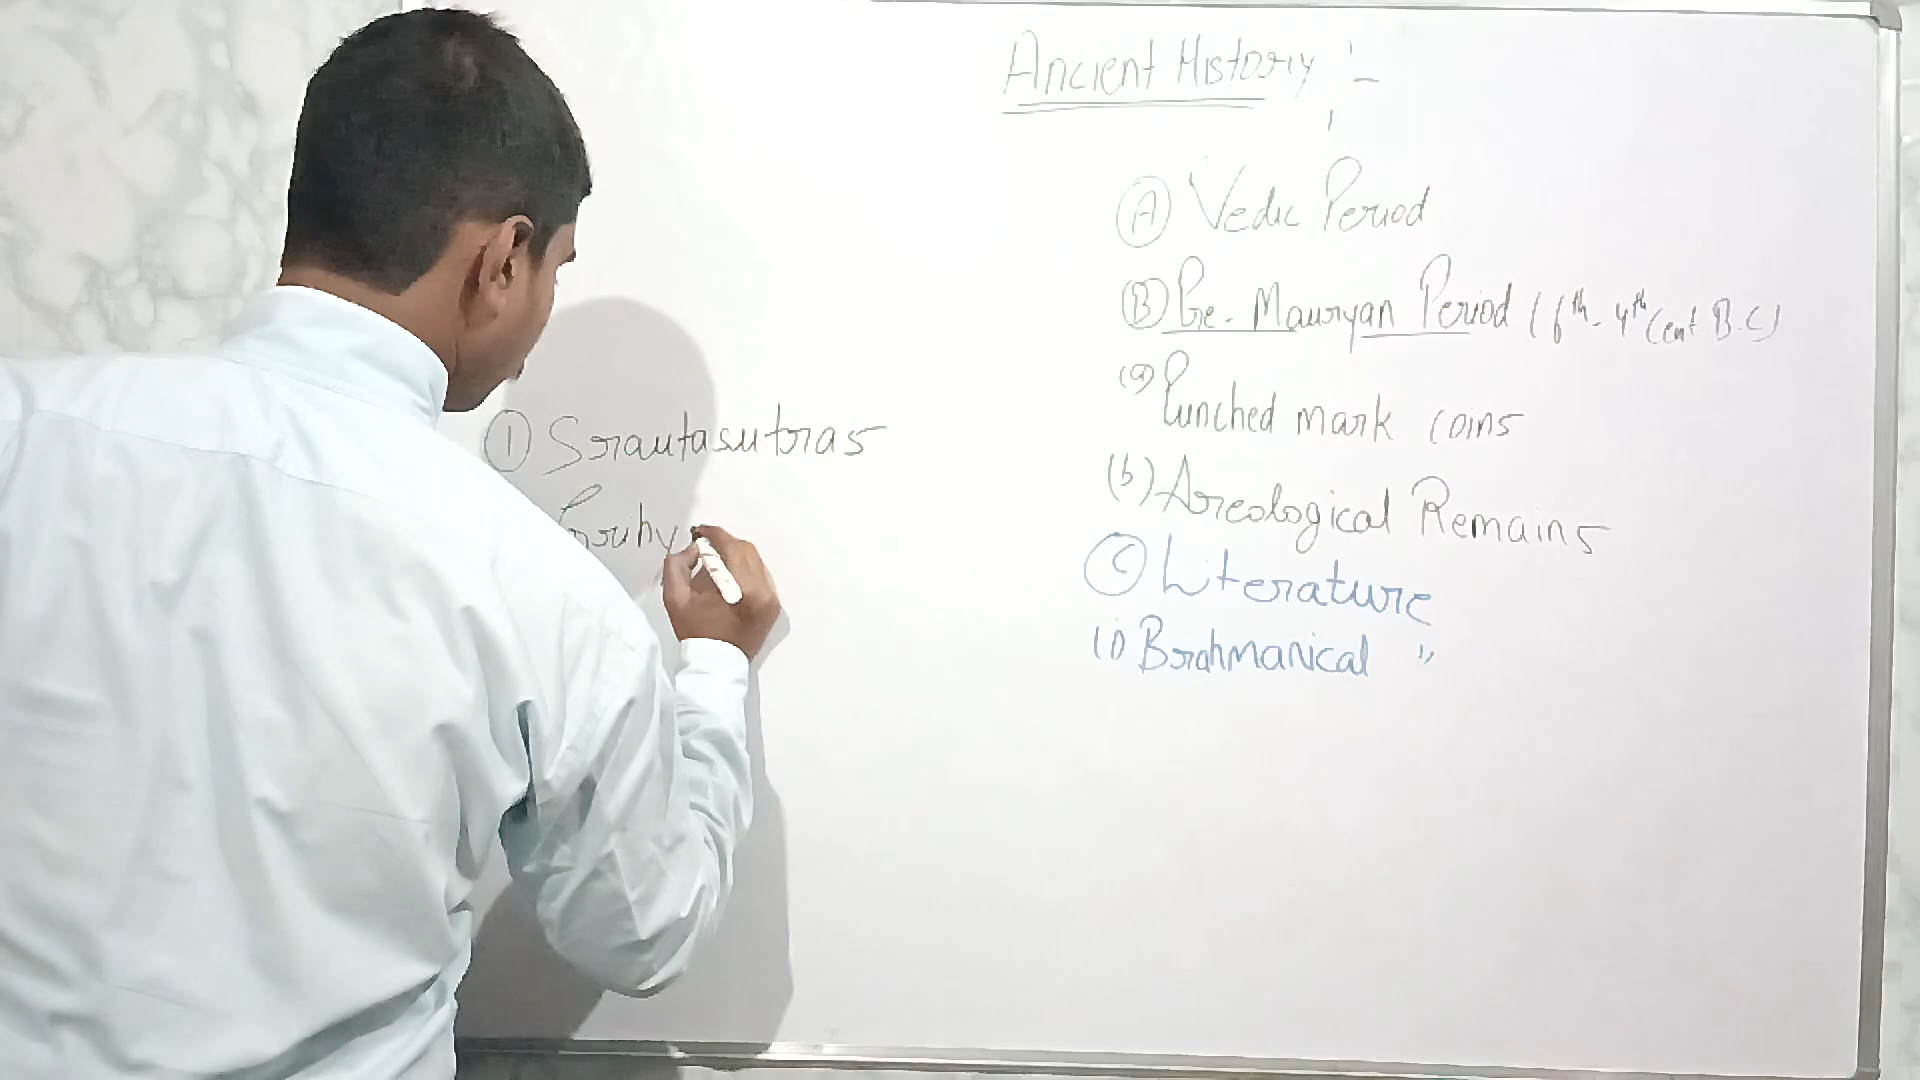 Ancient History :-
(A) Vedic Period
(B) Pre-Mauryan Period (6th-4th Cent B.C)
(a) Punched mark coins
(b) Areological Remains
(C) Literature
(i) Brahmanical "
(1) Srautasutras
Gruhy